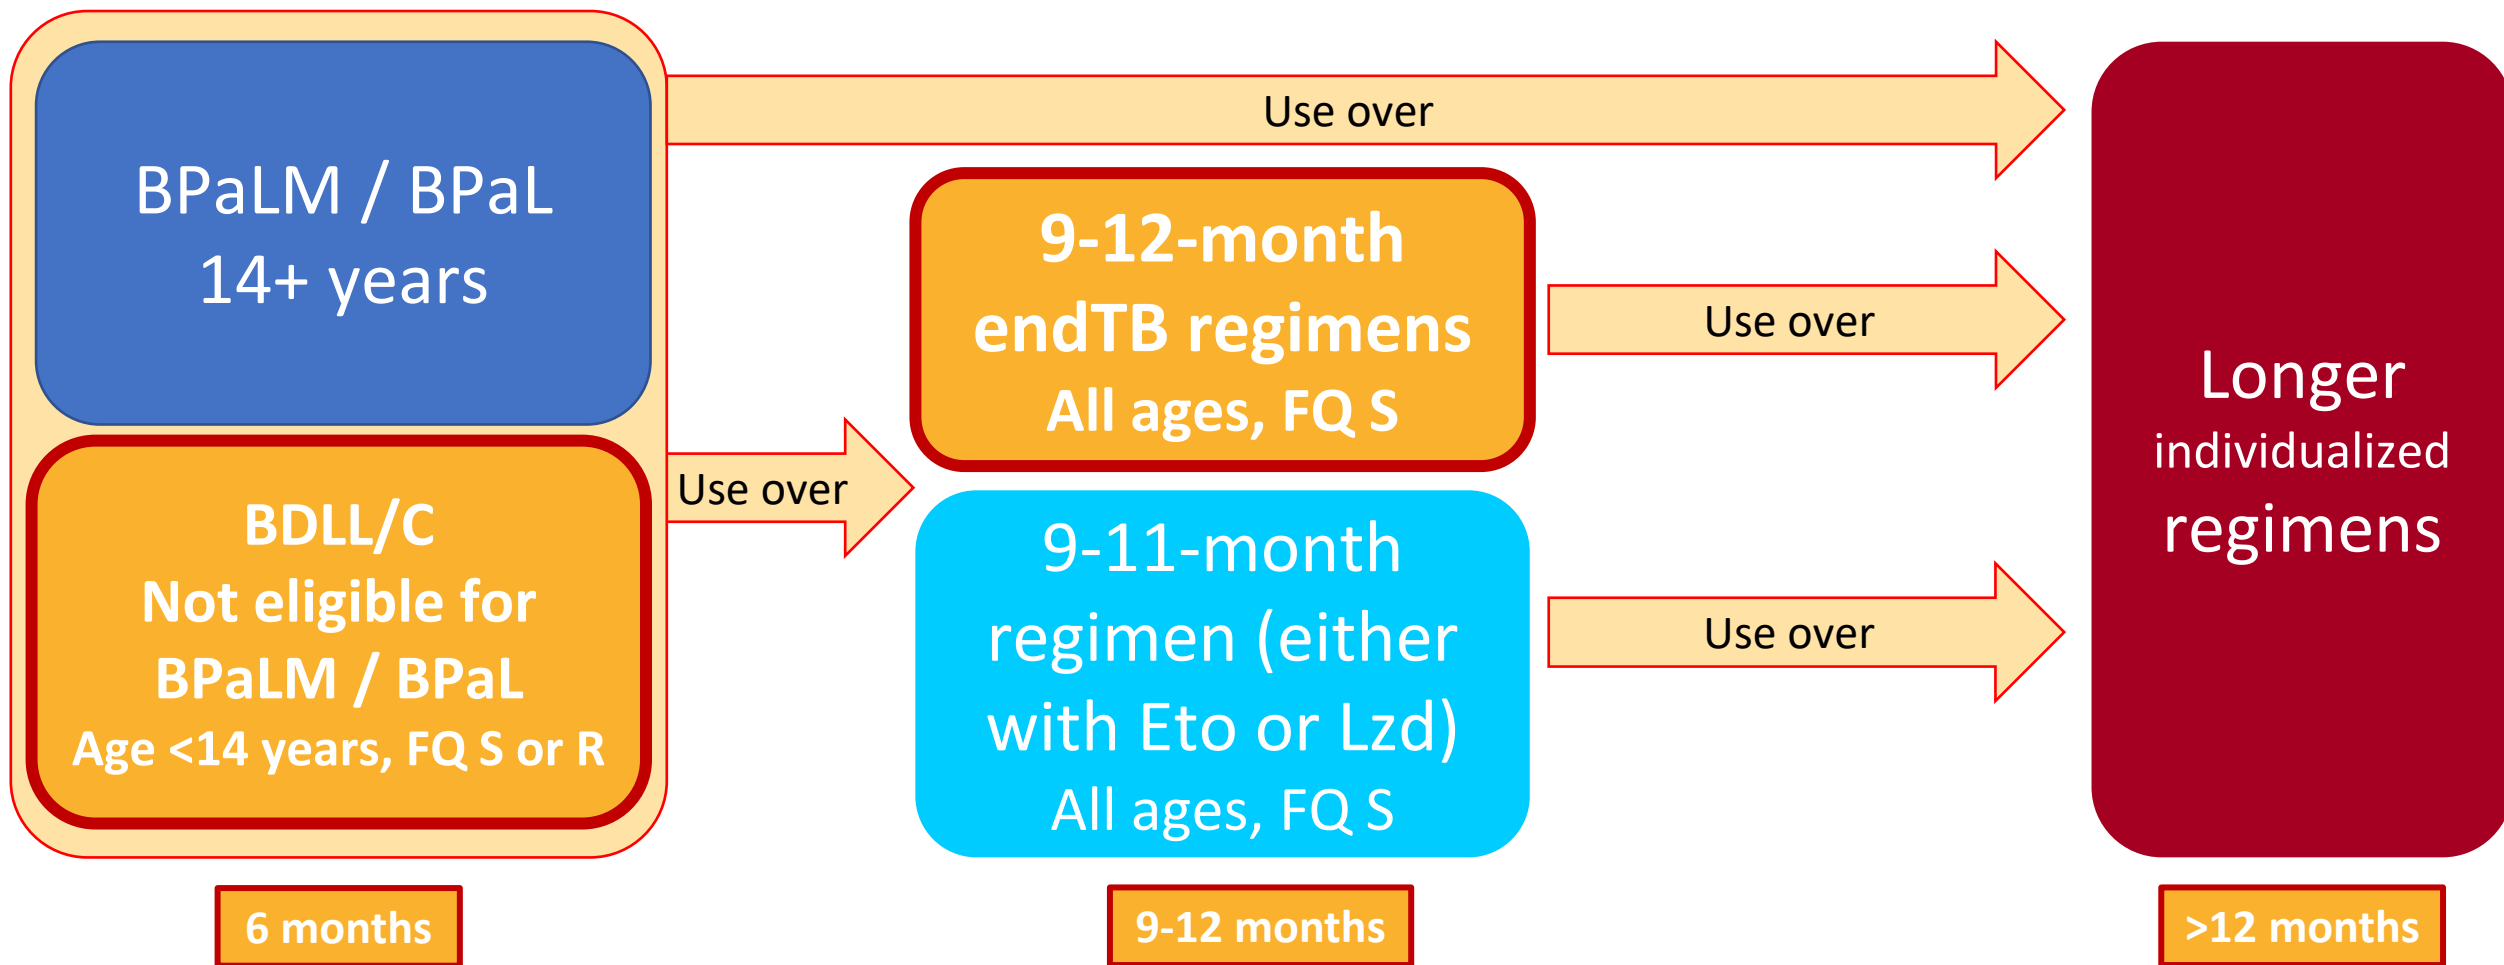 BPaLM / BPaL
14+ years
BDLL/C
Not eligible for
BPaLM / BPaL
Age <14 years, FQ S or R
6 months
Use over
Use over
9-12-month
endTB regimens
All ages, FQ S
9-11-month
regimen (either
with Eto or Lzd)
All ages, FQ S
9-12 months
Use over
Use over
Longer
individualized
regimens
>12 months